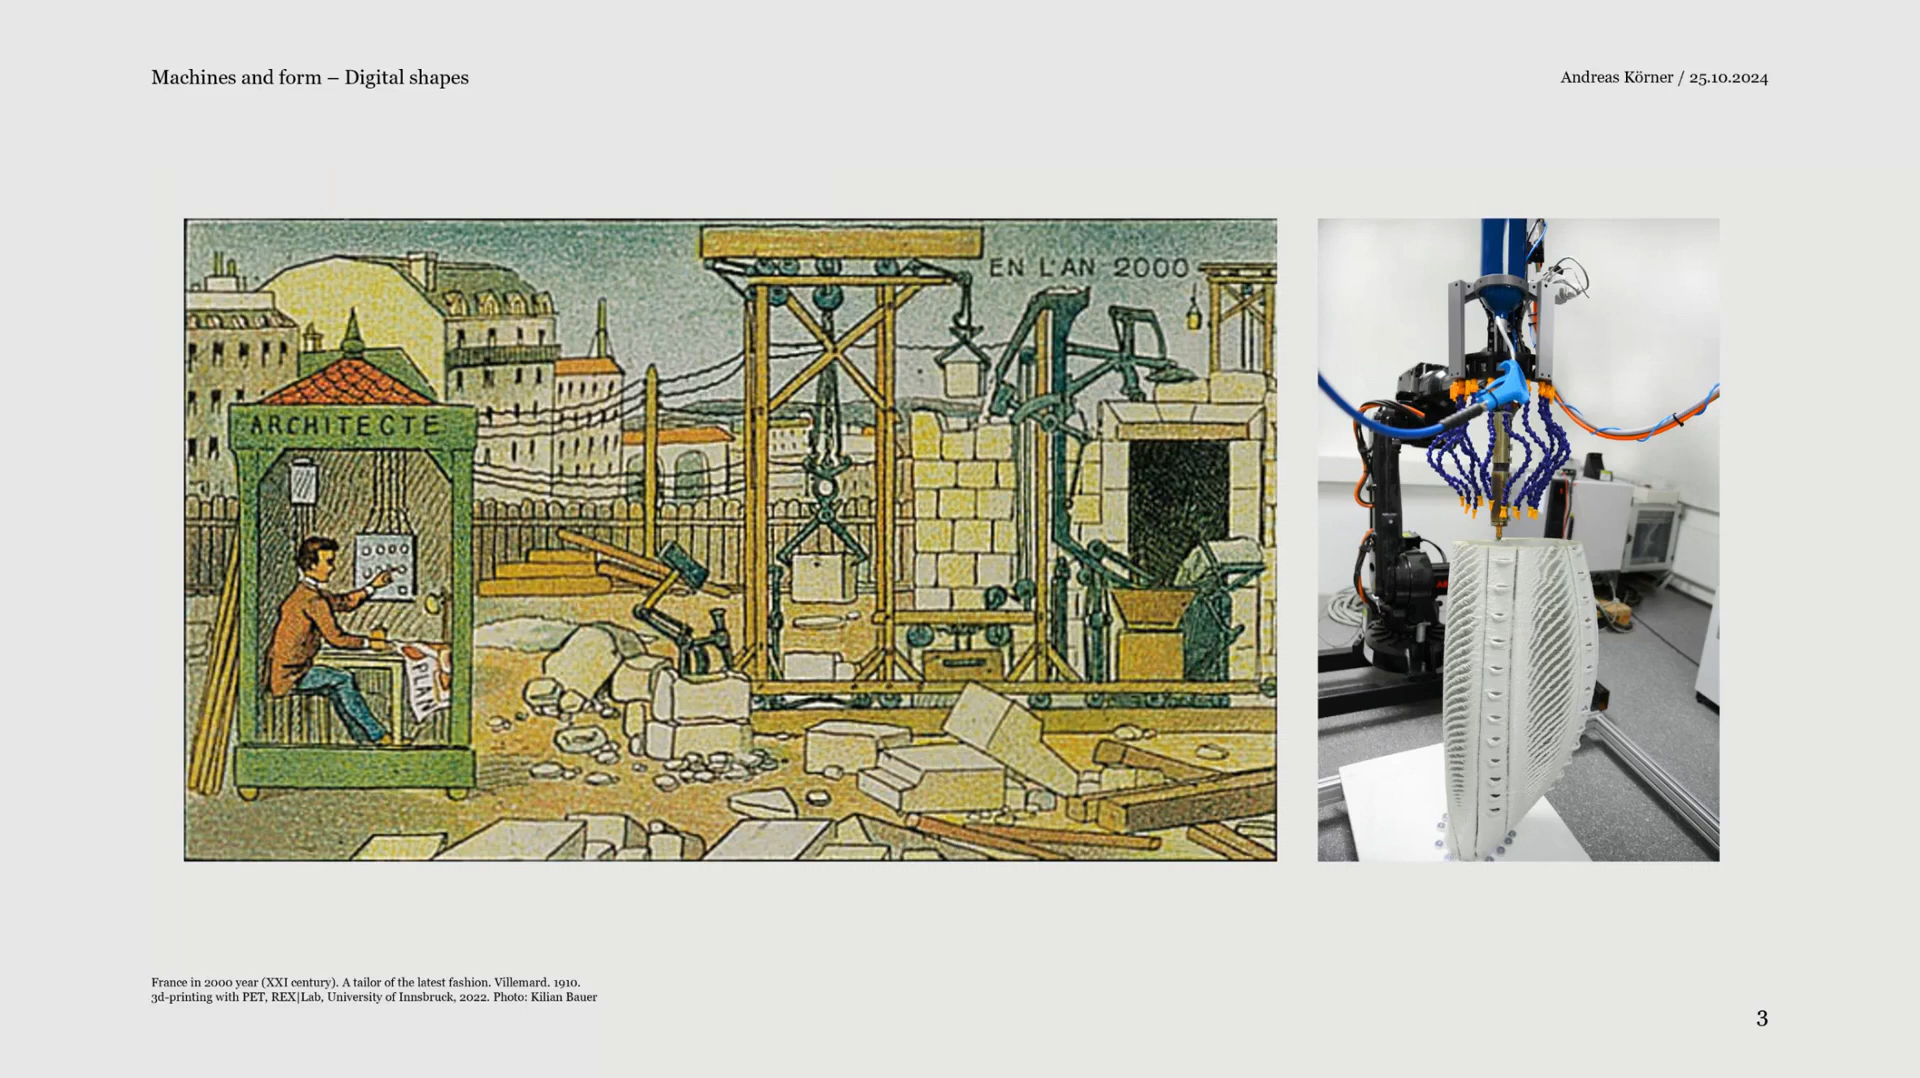 Machines and form – Digital shapes
Andreas Körner / 25.10.2024
EN L'AN 2000
ARCHITECTE
PLAN
France in 2000 year (XXI century). A tailor of the latest fashion. Villemard. 1910.
3d-printing with PET, REX|Lab, University of Innsbruck, 2022. Photo: Kilian Bauer
3